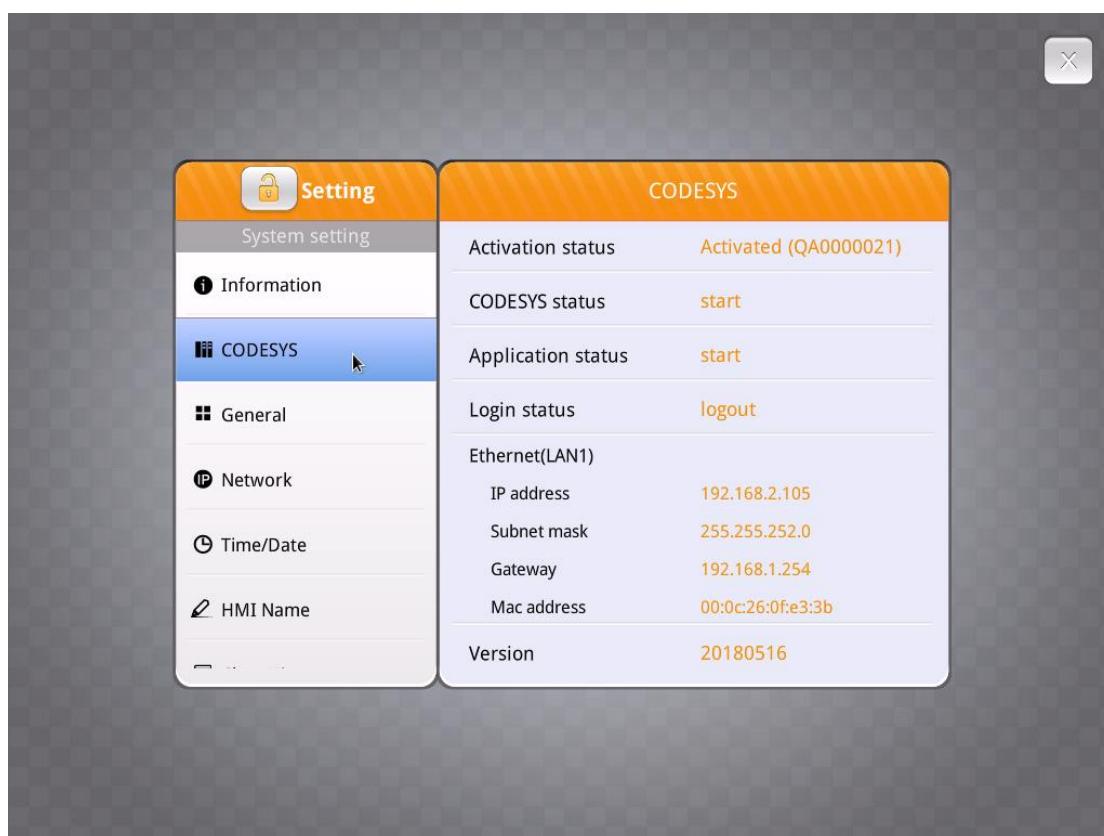 Setting
System setting
Information
CODESYS
General
Network
Time/Date
HMI Name
CODESYS
Activation status Activated (QA0000021)
CODESYS status start
Application status start
Login status logout
Ethernet(LAN1)
IP address 192.168.2.105
Subnet mask 255.255.252.0
Gateway 192.168.1.254
Mac address 00:0c:26:0f:e3:3b
Version 20180516